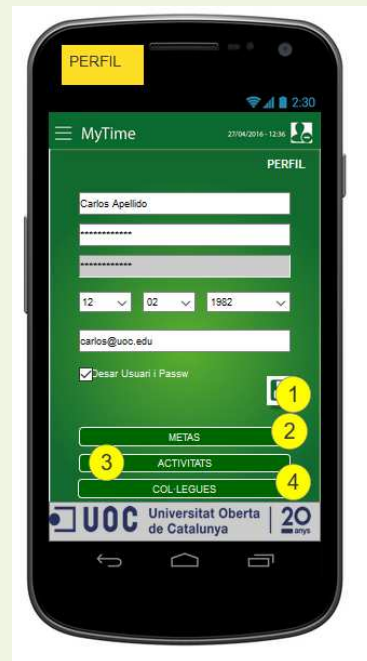 PERFIL
2:30
MyTime
27/04/2016 - 12:36
PERFIL
Carlos Apellido
************
************
12
02
1982
carlos@uoc.edu
Desar Usuari i Passw
1
METAS
2
3
ACTIVITATS
COL·LEGUES
4
UOC
Universitat Oberta
de Catalunya
20
anys